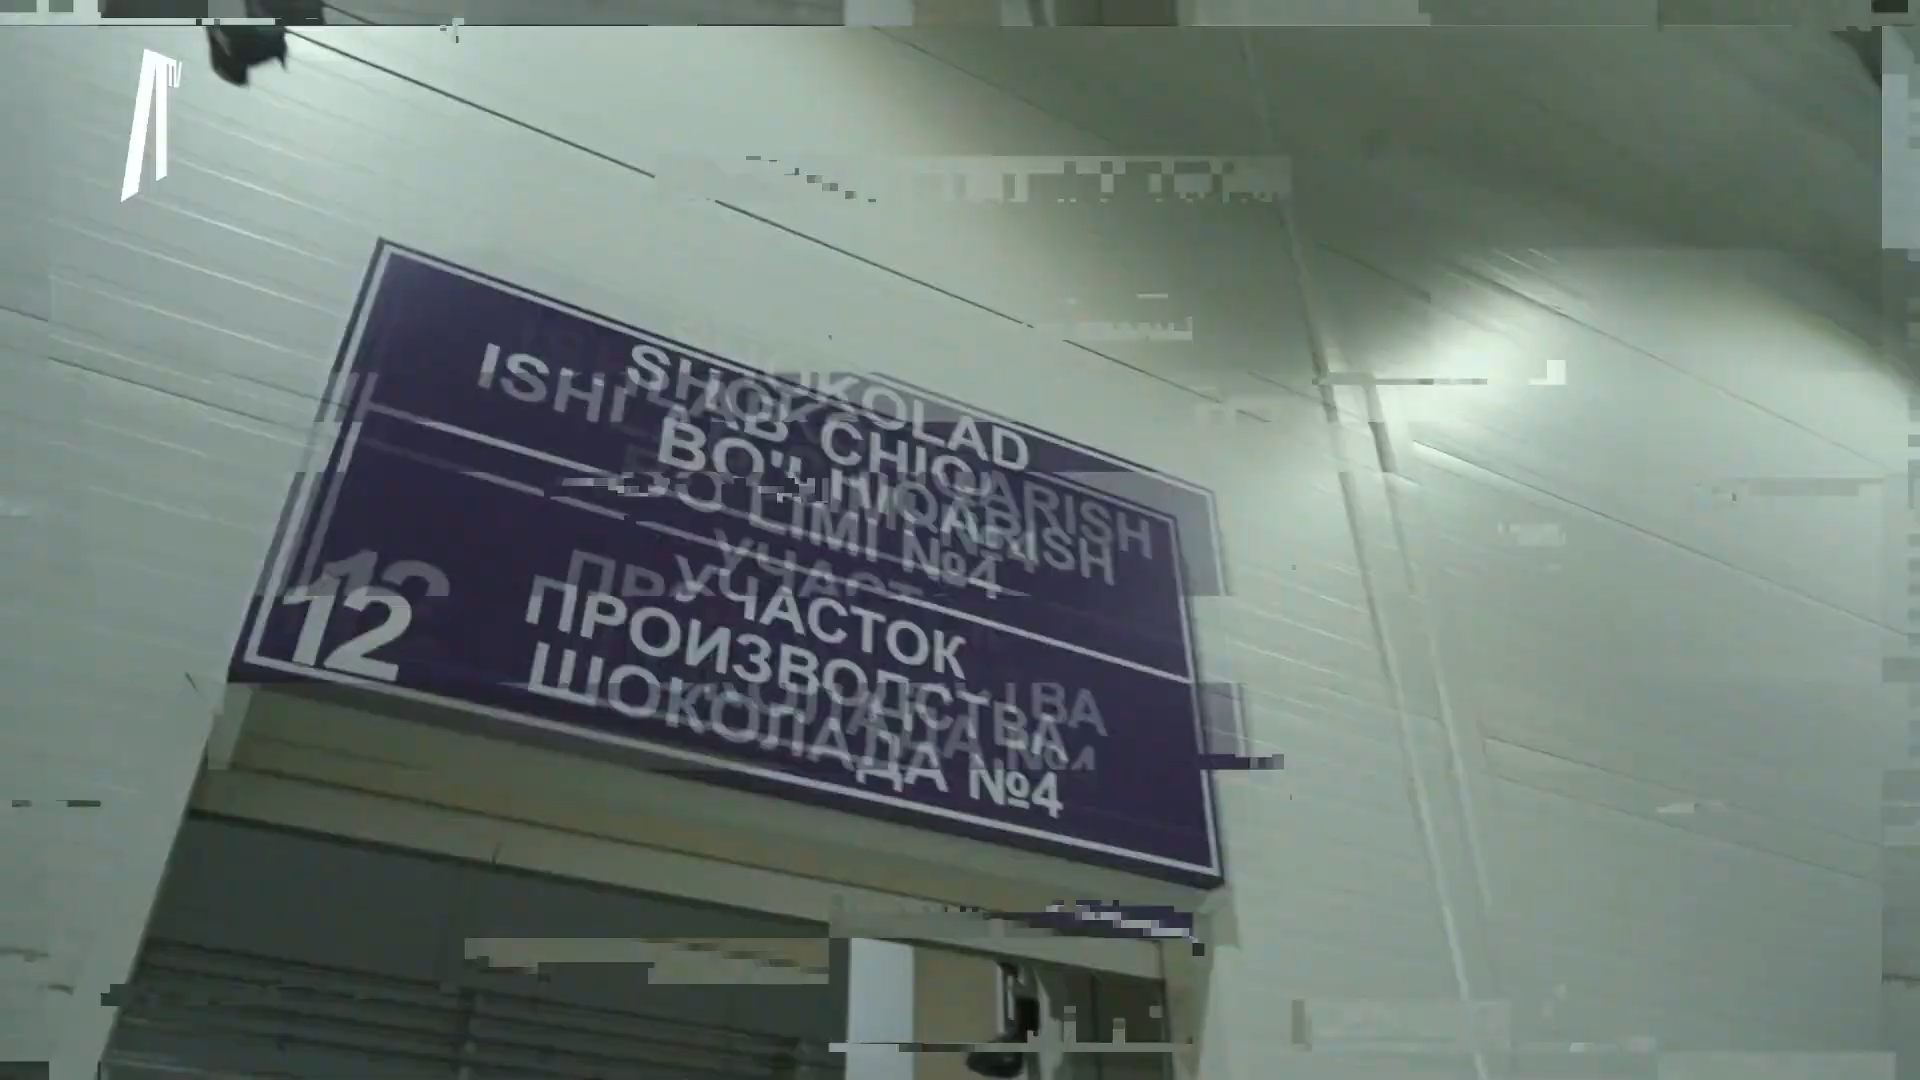 SHOKOLAD
ISHLAB CHIQARISH
BO'LIMI №4
12
УЧАСТОК
ПРОИЗВОДСТВА
ШОКОЛАДА №4